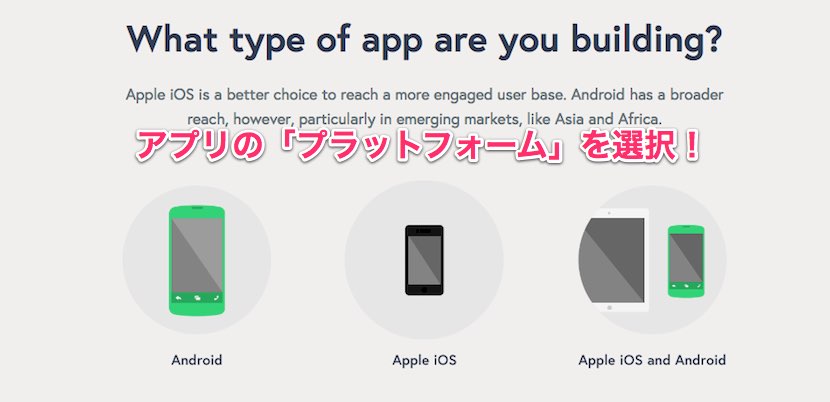 What type of app are you building?
Apple iOS is a better choice to reach a more engaged user base. Android has a broader
reach, however, particularly in emerging markets, like Asia and Africa.
アプリの「プラットフォーム」を選択！
Android
Apple iOS
Apple iOS and Android